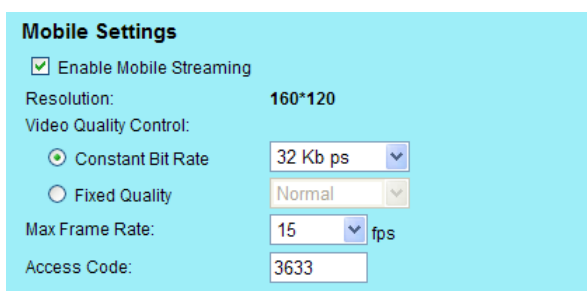 Mobile Settings
Enable Mobile Streaming
Resolution: 160*120
Video Quality Control:
Constant Bit Rate 32 Kb ps
Fixed Quality Normal
Max Frame Rate: 15 fps
Access Code: 3633